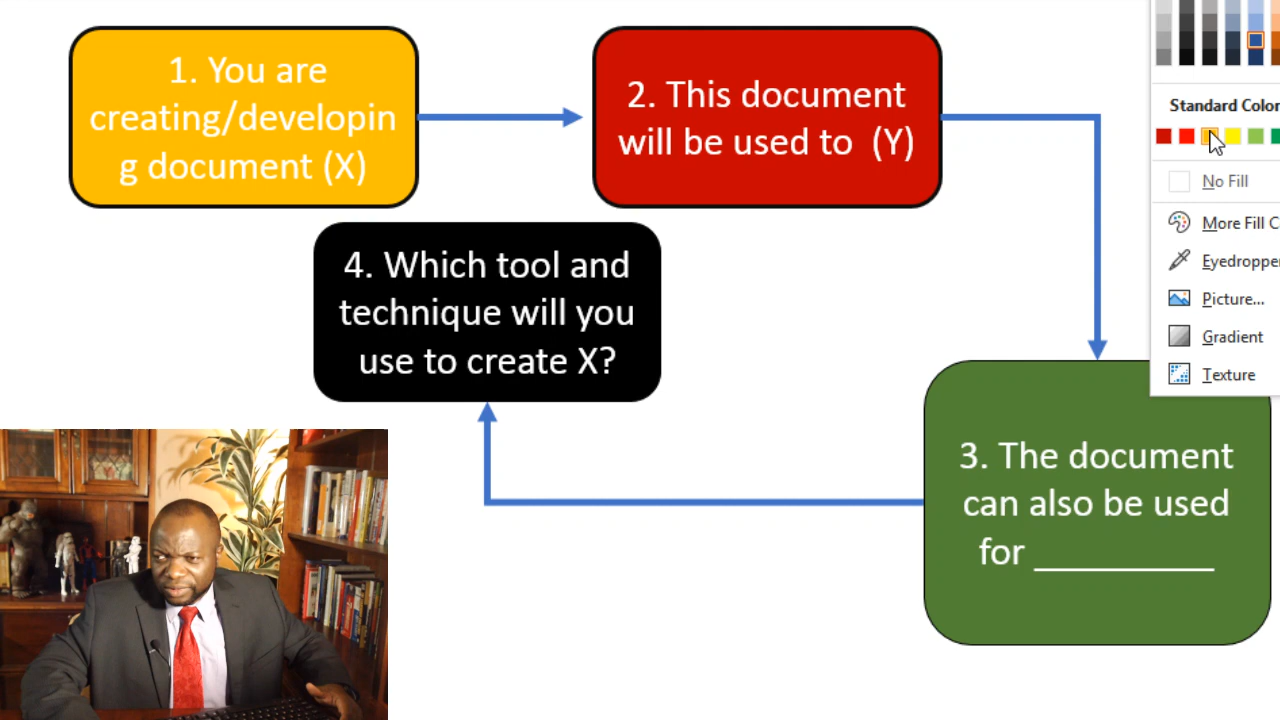 1. You are
creating/developin
g document (X)
2. This document
will be used to (Y)
4. Which tool and
technique will you
use to create X?
3. The document
can also be used
for __________
Standard Color
No Fill
More Fill C
Eyedropper
Picture...
Gradient
Texture